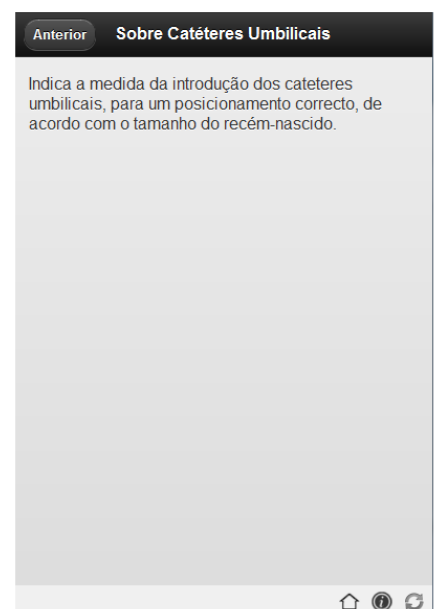 Anterior Sobre Catéteres Umbilicais
Indica a medida da introdução dos cateteres
umbilicais, para um posicionamento correcto, de
acordo com o tamanho do recém-nascido.